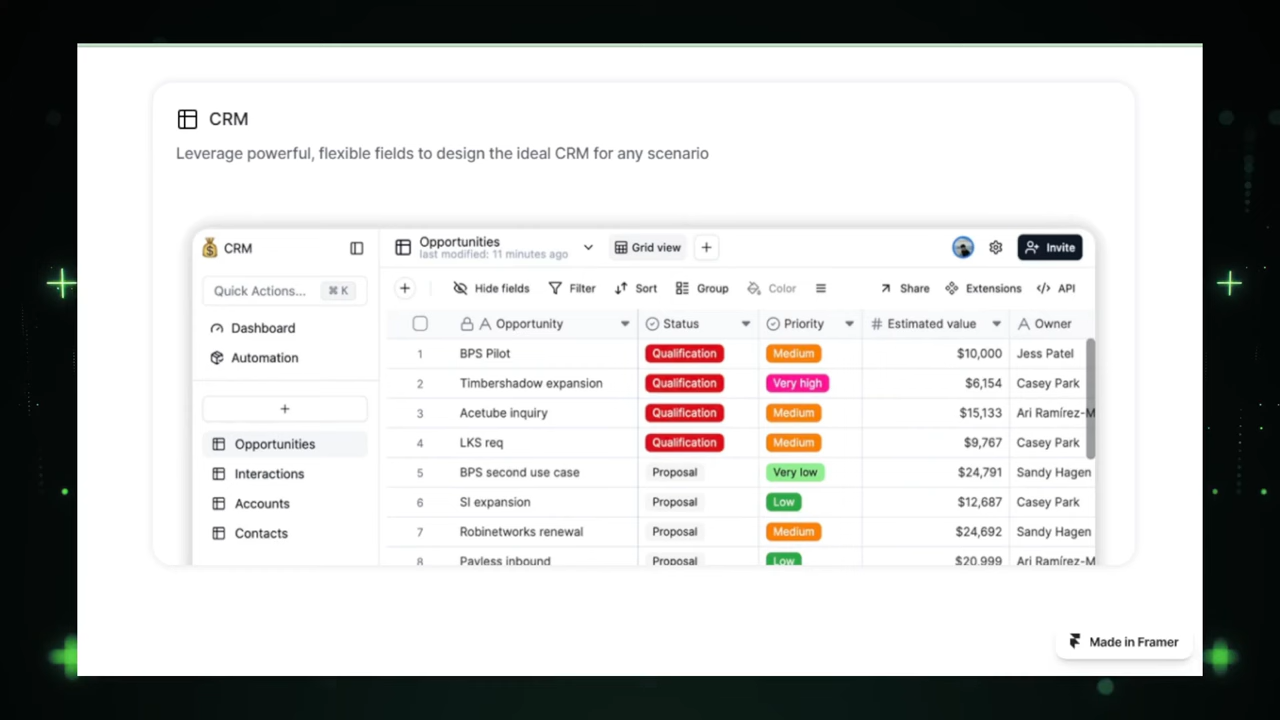 CRM
Leverage powerful, flexible fields to design the ideal CRM for any scenario
CRM
Opportunities
last modified: 11 minutes ago
Grid view
Invite
Quick Actions...
⌘ K
Hide fields
Filter
Sort
Group
Color
Share
Extensions
API
Dashboard
Automation
Opportunities
Interactions
Accounts
Contacts
Opportunity Status Priority # Estimated value Owner
1 BPS Pilot Qualification Medium $10,000 Jess Patel
2 Timbershadow expansion Qualification Very high $6,154 Casey Park
3 Acetube inquiry Qualification Medium $15,133 Ari Ramírez-M
4 LKS req Qualification Medium $9,767 Casey Park
5 BPS second use case Proposal Very low $24,791 Sandy Hagen
6 SI expansion Proposal Low $12,687 Casey Park
7 Robinetworks renewal Proposal Medium $24,692 Sandy Hagen
8 Payless inbound Proposal Low $20,999 Ari Ramírez-M
Made in Framer